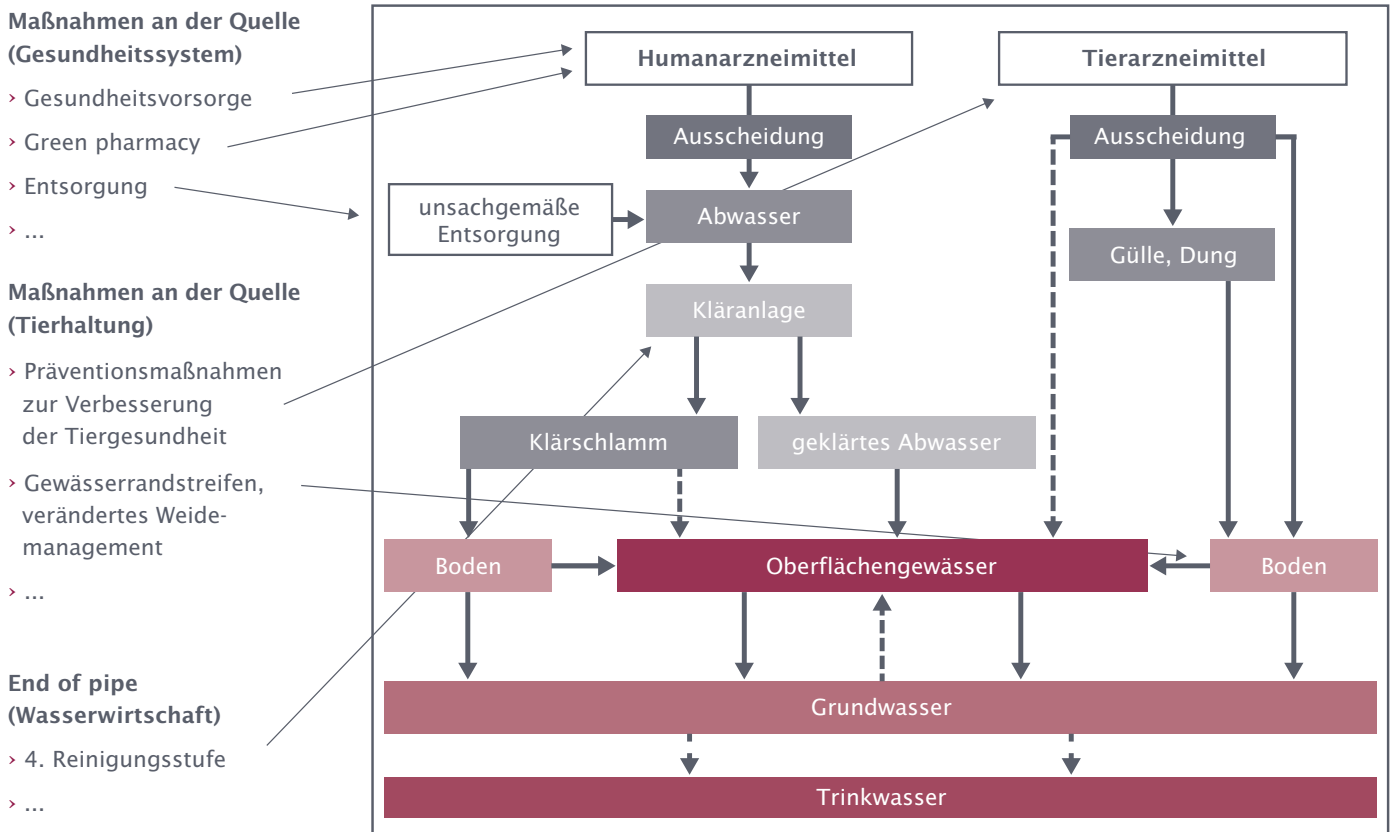 Maßnahmen an der Quelle
(Gesundheitssystem)
› Gesundheitsvorsorge
› Green pharmacy
› Entsorgung
› ...
Maßnahmen an der Quelle
(Tierhaltung)
› Präventionsmaßnahmen
zur Verbesserung
der Tiergesundheit
› Gewässerrandstreifen,
verändertes Weide-
management
› ...
End of pipe
(Wasserwirtschaft)
› 4. Reinigungsstufe
› ...
Humanarzneimittel
Tierarzneimittel
Ausscheidung
Ausscheidung
unsachgemäße
Entsorgung
Abwasser
Gülle, Dung
Kläranlage
Klärschlamm
geklärtes Abwasser
Boden
Oberflächengewässer
Boden
Grundwasser
Trinkwasser